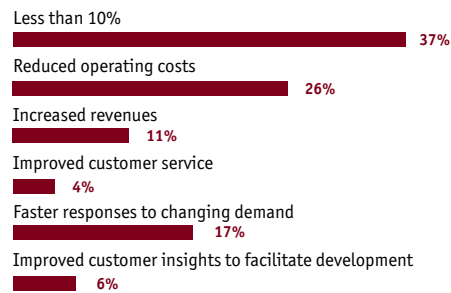 Less than 10%
37%
Reduced operating costs
26%
Increased revenues
11%
Improved customer service
4%
Faster responses to changing demand
17%
Improved customer insights to facilitate development
6%